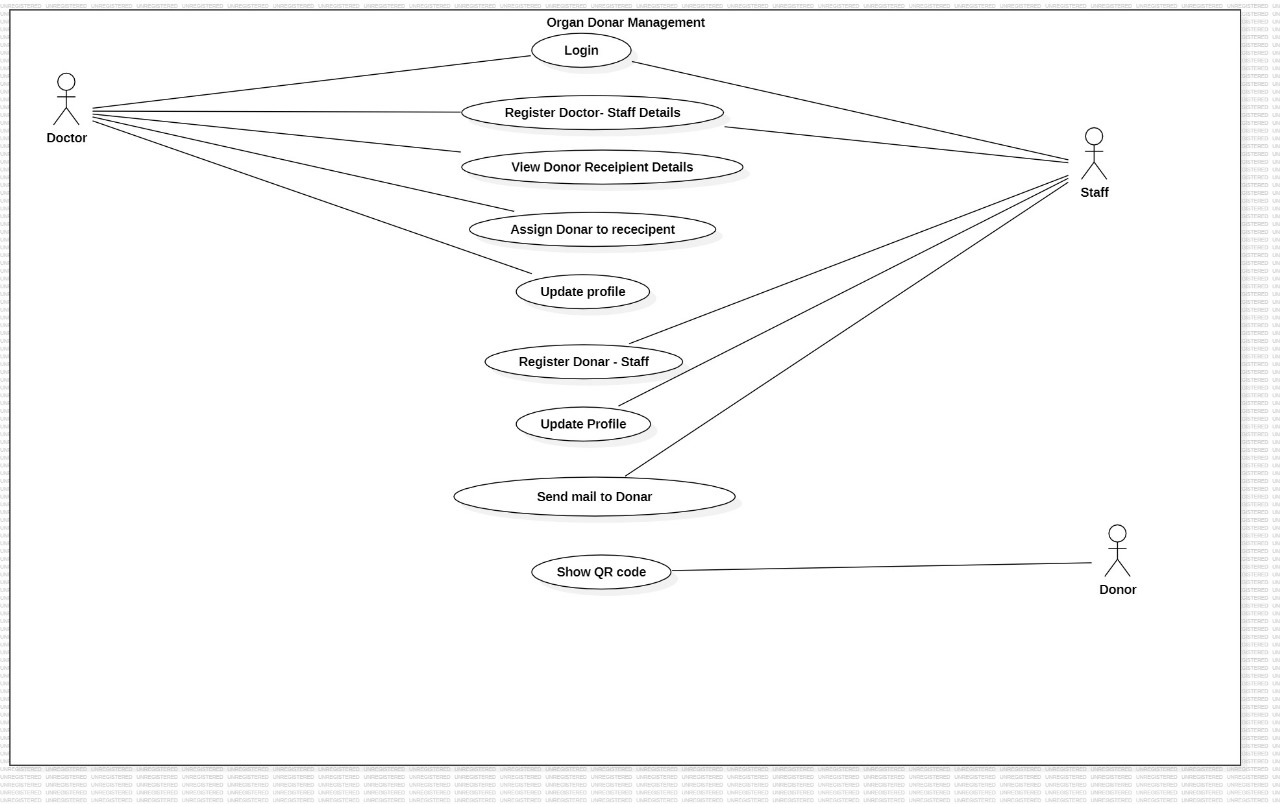 Organ Donar Management
Login
Doctor
Register Doctor- Staff Details
View Donor Receipient Details
Staff
Assign Donar to rececipent
Update profile
Register Donar - Staff
Update Profile
Send mail to Donar
Show QR code
Donor
UNREGISTERED